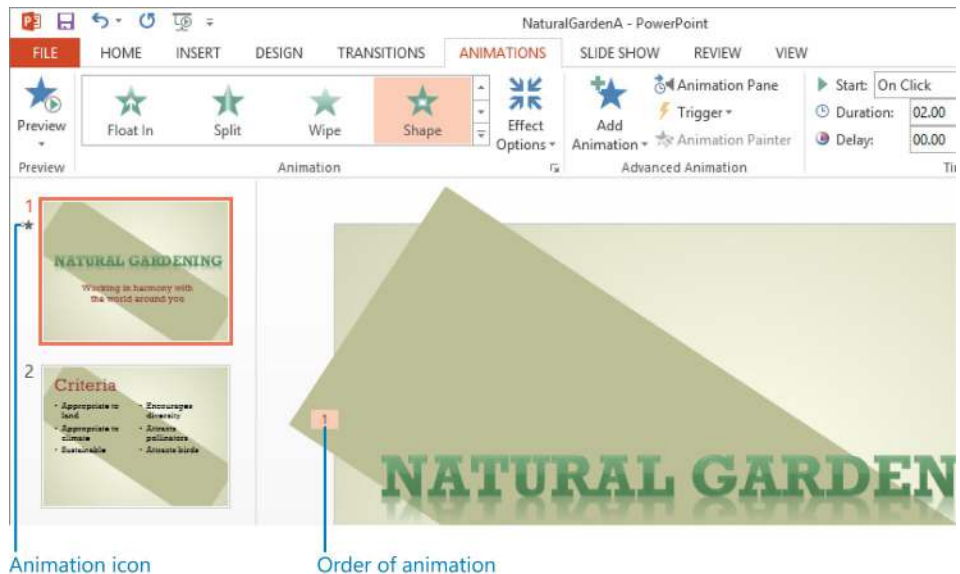 NaturalGardenA - PowerPoint
FILE HOME INSERT DESIGN TRANSITIONS ANIMATIONS SLIDE SHOW REVIEW VIEW
Preview
Float In
Split
Wipe
Shape
Effect
Options
Add
Animation
Animation Pane
Trigger
Animation Painter
Start: On Click
Duration: 02.00
Delay: 00.00
Preview
Animation
Advanced Animation
Ti
1
NATURAL GARDENING
Working in harmony with
the world around you
2
Criteria
• Appropriate to
land
• Appropriate to
climate
• Sustainable
• Encourages
diversity
• Attracts
pollinators
• Attracts birds
1
NATURAL GARDEN
Animation icon
Order of animation